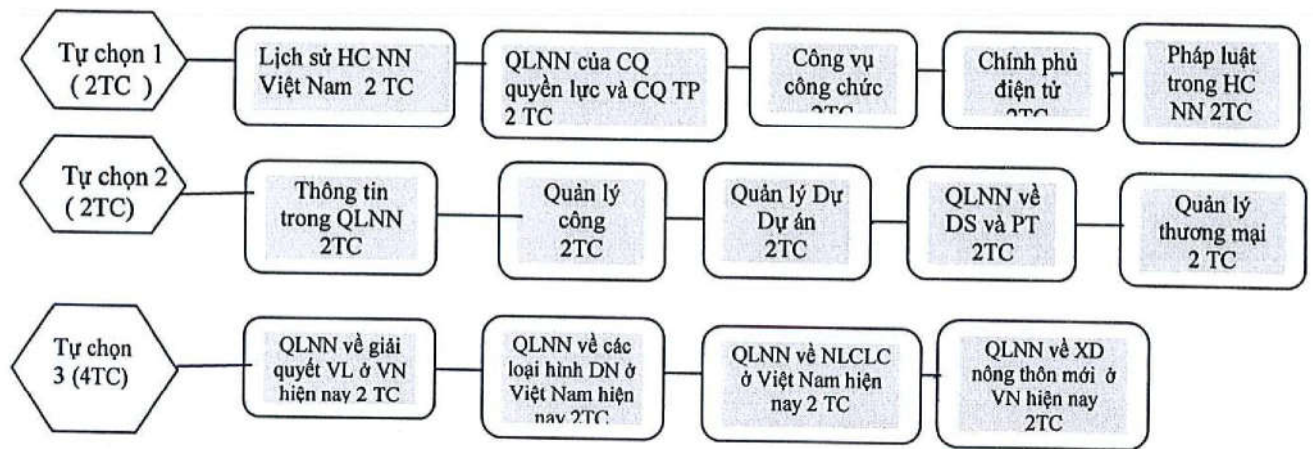 Tự chọn 1
( 2TC )
Lịch sử HC NN
Việt Nam 2 TC
QLNN của CQ
quyền lực và CQ TP
2 TC
Công vụ
công chức
2TC
Chính phủ
điện tử
2TC
Pháp luật
trong HC
NN 2TC
Tự chọn 2
( 2TC)
Thông tin
trong QLNN
2TC
Quản lý
công
2TC
Quản lý Dự
Dự án
2TC
QLNN về
DS và PT
2TC
Quản lý
thương mại
2 TC
Tự chọn
3 (4TC)
QLNN về giải
quyết VL ở VN
hiện nay 2 TC
QLNN về các
loại hình DN ở
Việt Nam hiện
nay 2TC
QLNN về NLCLC
ở Việt Nam hiện
nay 2 TC
QLNN về XD
nông thôn mới ở
VN hiện nay
2TC